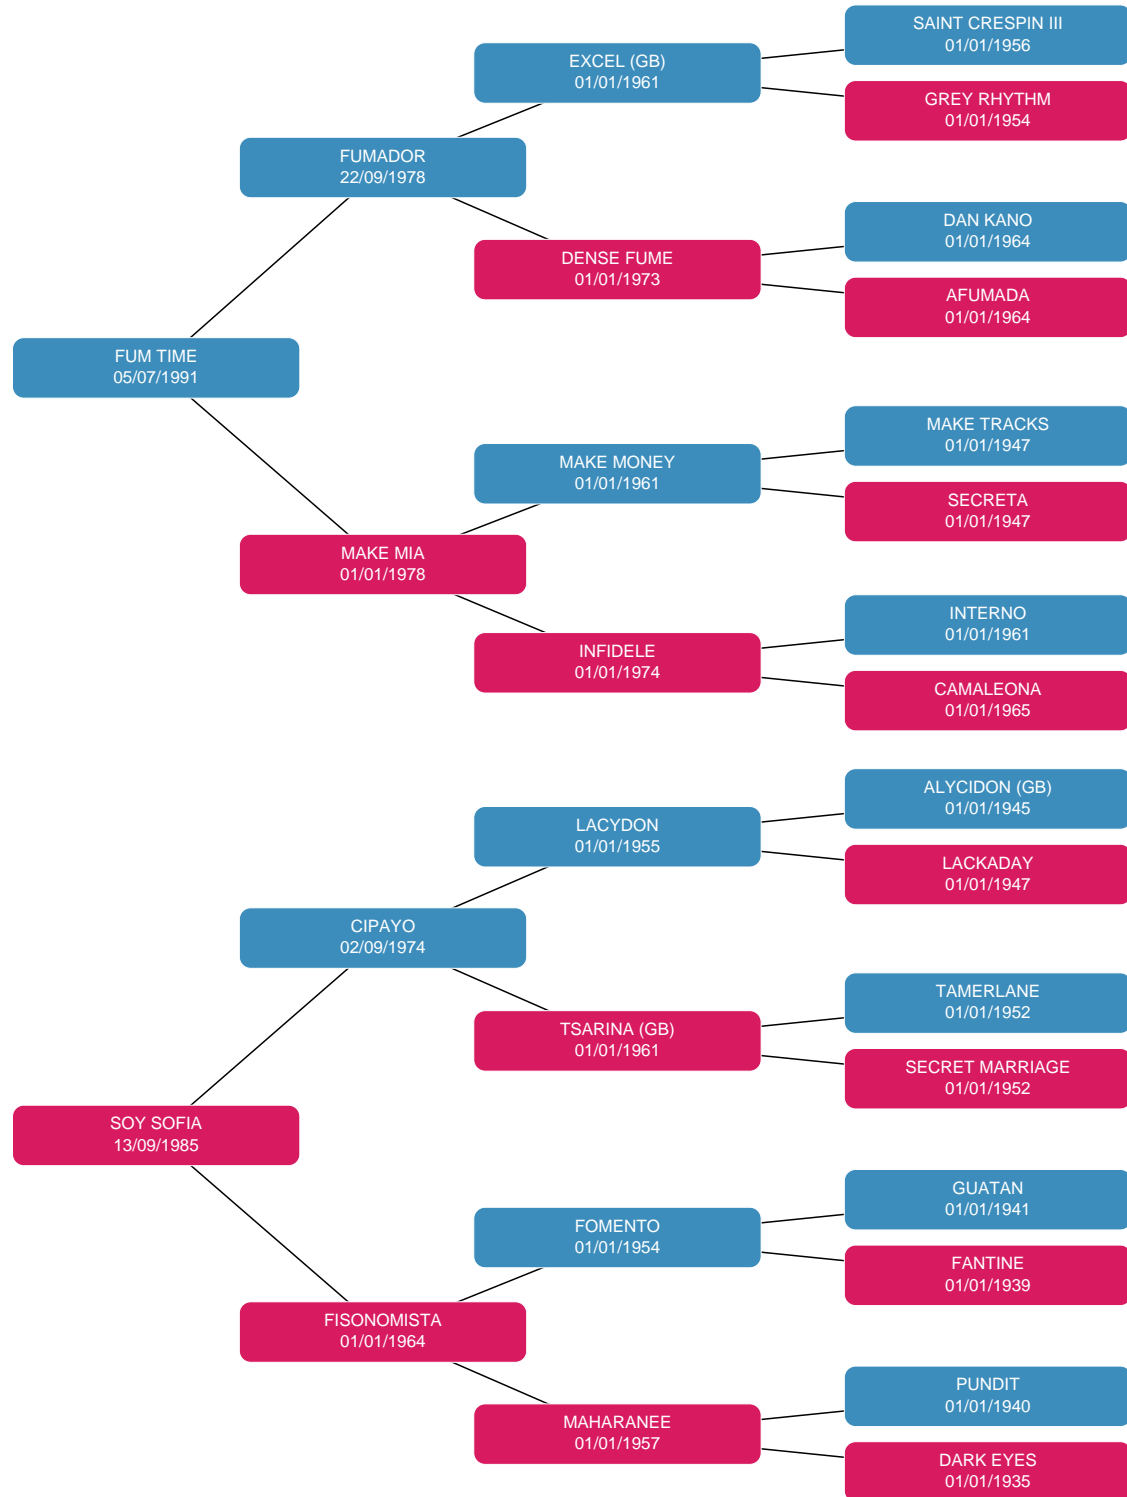 SAINT CRESPIN III
01/01/1956
EXCEL (GB)
01/01/1961
GREY RHYTHM
01/01/1954
FUMADOR
22/09/1978
DAN KANO
01/01/1964
DENSE FUME
01/01/1973
AFUMADA
01/01/1964
FUM TIME
05/07/1991
MAKE TRACKS
01/01/1947
MAKE MONEY
01/01/1961
SECRETA
01/01/1947
MAKE MIA
01/01/1978
INTERNO
01/01/1961
INFIDELE
01/01/1974
CAMALEONA
01/01/1965
ALYCIDON (GB)
01/01/1945
LACYDON
01/01/1955
LACKADAY
01/01/1947
CIPAYO
02/09/1974
TAMERLANE
01/01/1952
TSARINA (GB)
01/01/1961
SECRET MARRIAGE
01/01/1952
SOY SOFIA
13/09/1985
GUATAN
01/01/1941
FOMENTO
01/01/1954
FANTINE
01/01/1939
FISONOMISTA
01/01/1964
PUNDIT
01/01/1940
MAHARANEE
01/01/1957
DARK EYES
01/01/1935